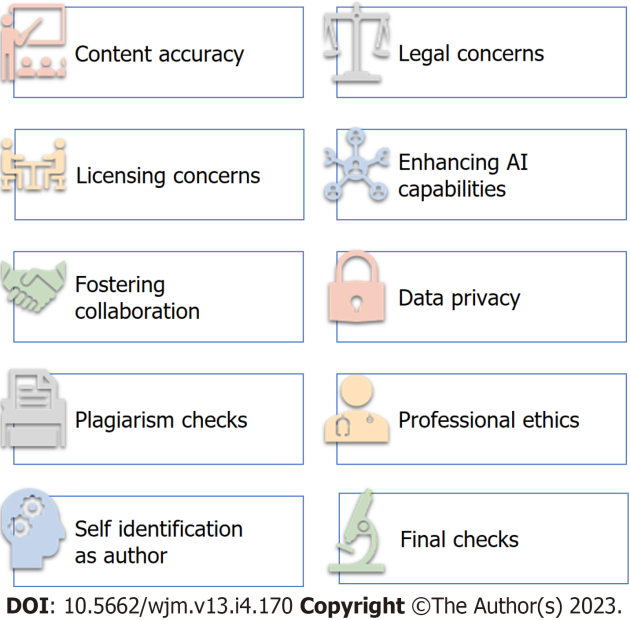 Content accuracy
Legal concerns
Licensing concerns
Enhancing AI
capabilities
Fostering
collaboration
Data privacy
Plagiarism checks
Professional ethics
Self identification
as author
Final checks
DOI: 10.5662/wjm.v13.i4.170 Copyright ©The Author(s) 2023.